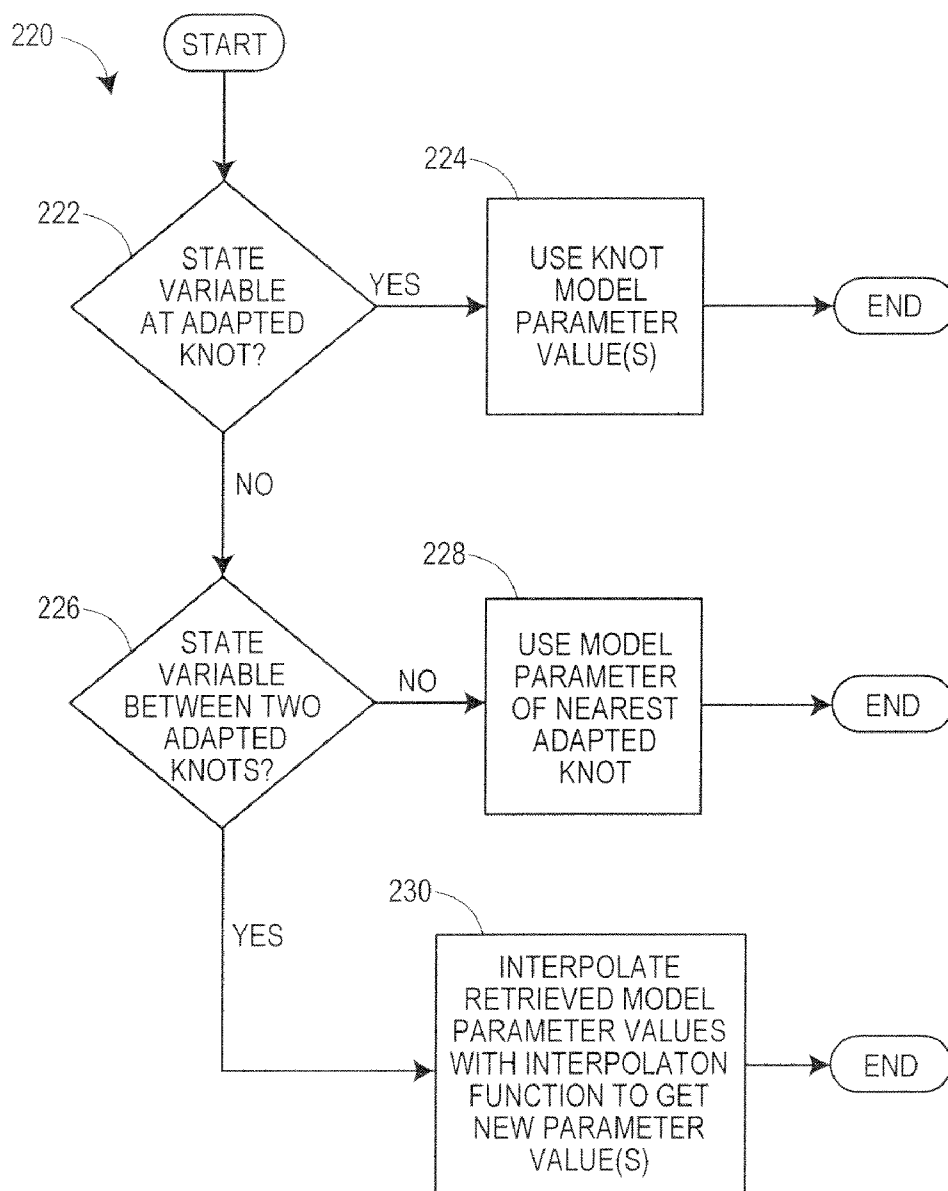 220
START
222
STATE
VARIABLE
AT ADAPTED
KNOT?
YES
224
USE KNOT
MODEL
PARAMETER
VALUE(S)
END
NO
226
STATE
VARIABLE
BETWEEN TWO
ADAPTED
KNOTS?
NO
228
USE MODEL
PARAMETER
OF NEAREST
ADAPTED
KNOT
END
YES
230
INTERPOLATE
RETRIEVED MODEL
PARAMETER VALUES
WITH INTERPOLATON
FUNCTION TO GET
NEW PARAMETER
VALUE(S)
END